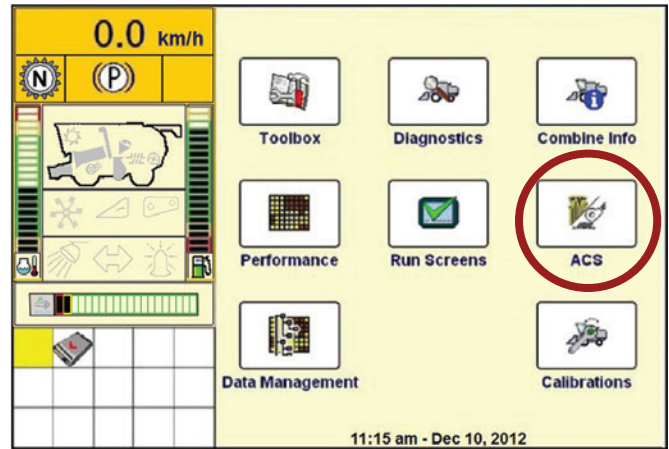 0.0 km/h
N
(P)
Toolbox
Diagnostics
Combine Info
Performance
Run Screens
ACS
Data Management
Calibrations
11:15 am - Dec 10, 2012